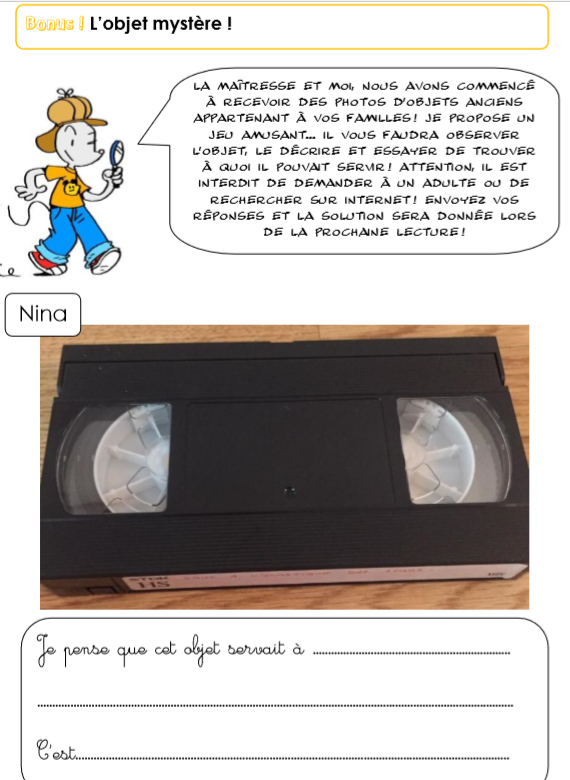 Bonus ! L'objet mystère !
LA MAÎTRESSE ET MOI, NOUS AVONS COMMENCÉ
À RECEVOIR DES PHOTOS D'OBJETS ANCIENS
APPARTENANT À VOS FAMILLES! JE PROPOSE UN
JEU AMUSANT... IL VOUS FAUDRA OBSERVER
L'OBJET, LE DÉCRIRE ET ESSAYER DE TROUVER
À QUOI IL POUVAIT SERVIR! ATTENTION, IL EST
INTERDIT DE DEMANDER À UN ADULTE OU DE
RECHERCHER SUR INTERNET! ENVOYEZ VOS
RÉPONSES ET LA SOLUTION SERA DONNÉE LORS
DE LA PROCHAINE LECTURE!
Nina
Je pense que cet objet servait à
C'est